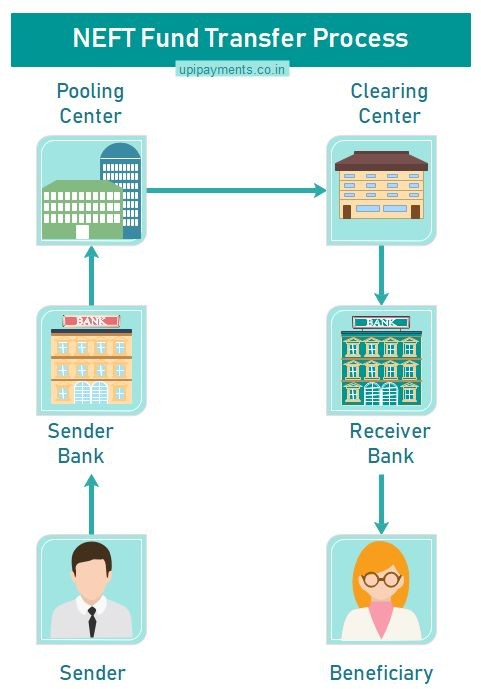 NEFT Fund Transfer Process
upipayments.co.in
Pooling
Center
Clearing
Center
BANK
BANK
Sender
Bank
Receiver
Bank
Sender
Beneficiary